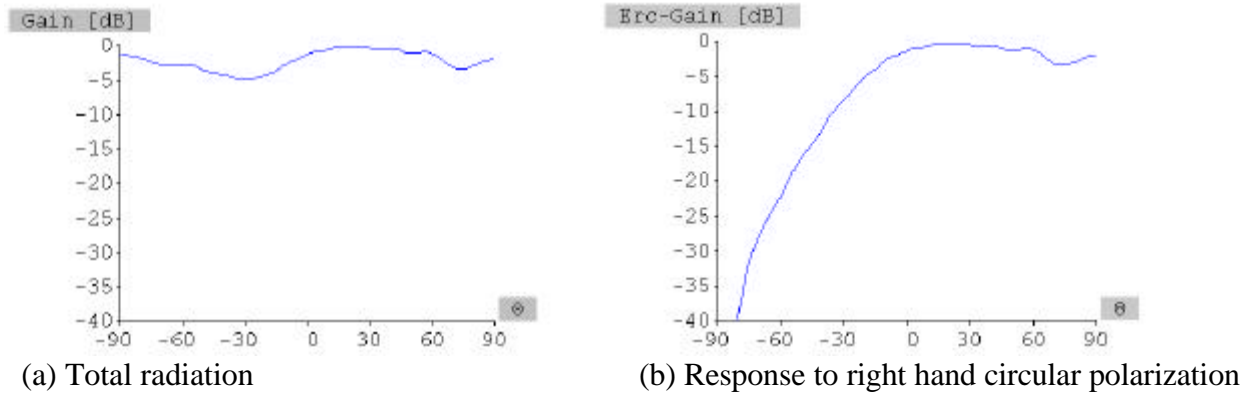 Gain [dB]
0
-5
-10
-15
-20
-25
-30
-35
-40
-90 -60 -30 0 30 60 90
Θ
(a) Total radiation
Erc-Gain [dB]
0
-5
-10
-15
-20
-25
-30
-35
-40
-90 -60 -30 0 30 60 90
θ
(b) Response to right hand circular polarization